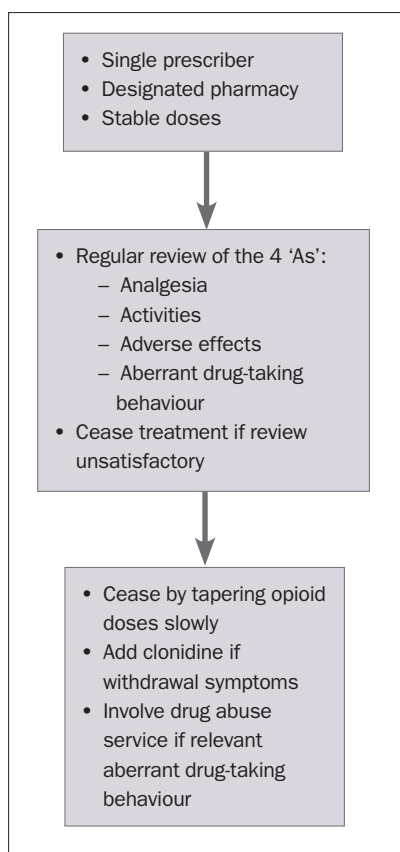 • Single prescriber
• Designated pharmacy
• Stable doses
• Regular review of the 4 ‘As’:
– Analgesia
– Activities
– Adverse effects
– Aberrant drug-taking
behaviour
• Cease treatment if review
unsatisfactory
• Cease by tapering opioid
doses slowly
• Add clonidine if
withdrawal symptoms
• Involve drug abuse
service if relevant
aberrant drug-taking
behaviour